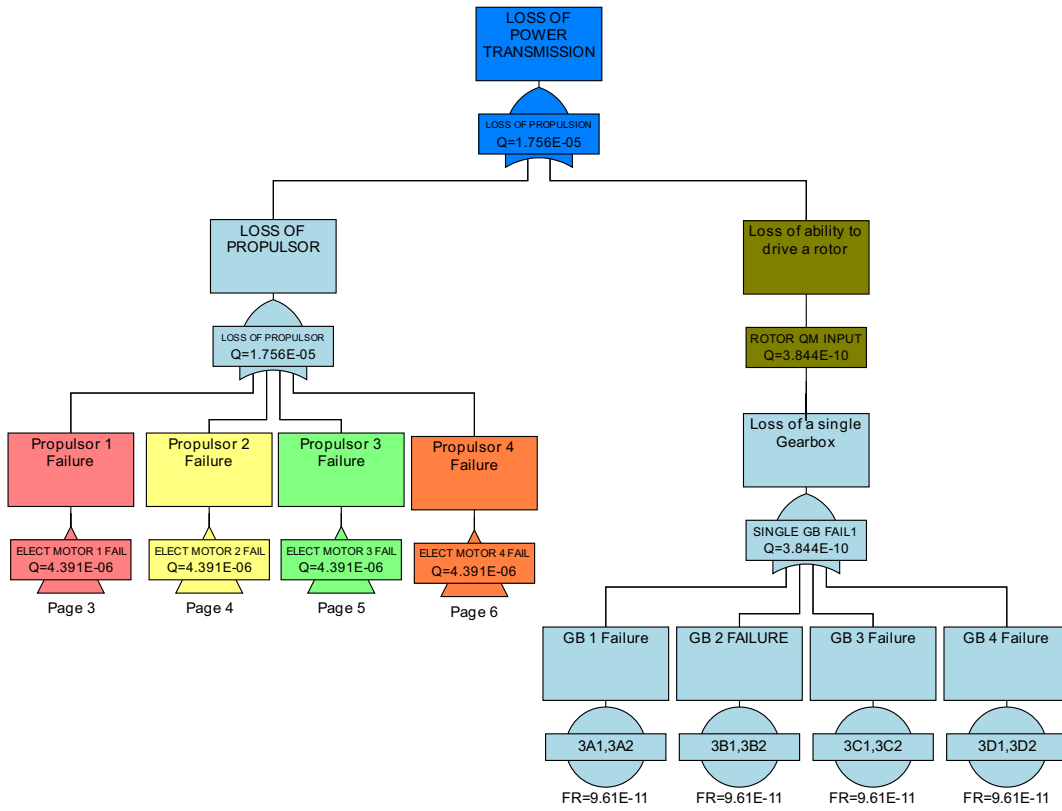 LOSS OF
POWER
TRANSMISSION
LOSS OF PROPULSION
Q=1.756E-05
LOSS OF
PROPULSOR
Loss of ability to
drive a rotor
LOSS OF PROPULSOR
Q=1.756E-05
ROTOR QM INPUT
Q=3.844E-10
Propulsor 1
Failure
Propulsor 2
Failure
Propulsor 3
Failure
Propulsor 4
Failure
Loss of a single
Gearbox
ELECT MOTOR 1 FAIL
Q=4.391E-06
ELECT MOTOR 2 FAIL
Q=4.391E-06
ELECT MOTOR 3 FAIL
Q=4.391E-06
ELECT MOTOR 4 FAIL
Q=4.391E-06
SINGLE GB FAIL1
Q=3.844E-10
Page 3
Page 4
Page 5
Page 6
GB 1 Failure
GB 2 FAILURE
GB 3 Failure
GB 4 Failure
3A1,3A2
3B1,3B2
3C1,3C2
3D1,3D2
FR=9.61E-11
FR=9.61E-11
FR=9.61E-11
FR=9.61E-11